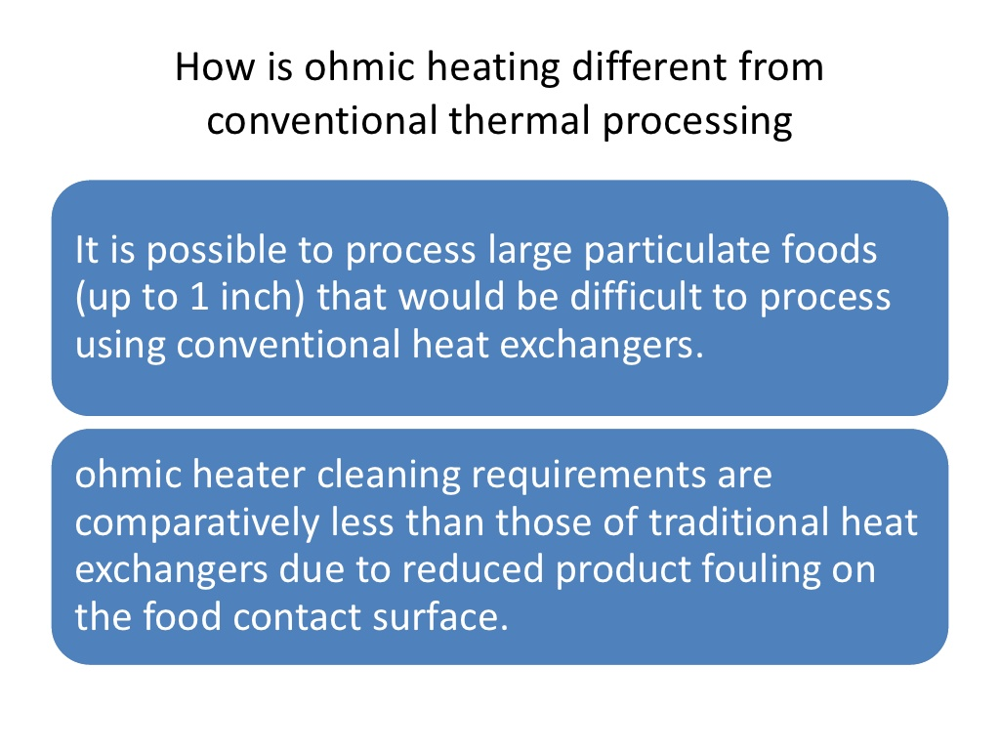 How is ohmic heating different from
conventional thermal processing
It is possible to process large particulate foods
(up to 1 inch) that would be difficult to process
using conventional heat exchangers.
ohmic heater cleaning requirements are
comparatively less than those of traditional heat
exchangers due to reduced product fouling on
the food contact surface.